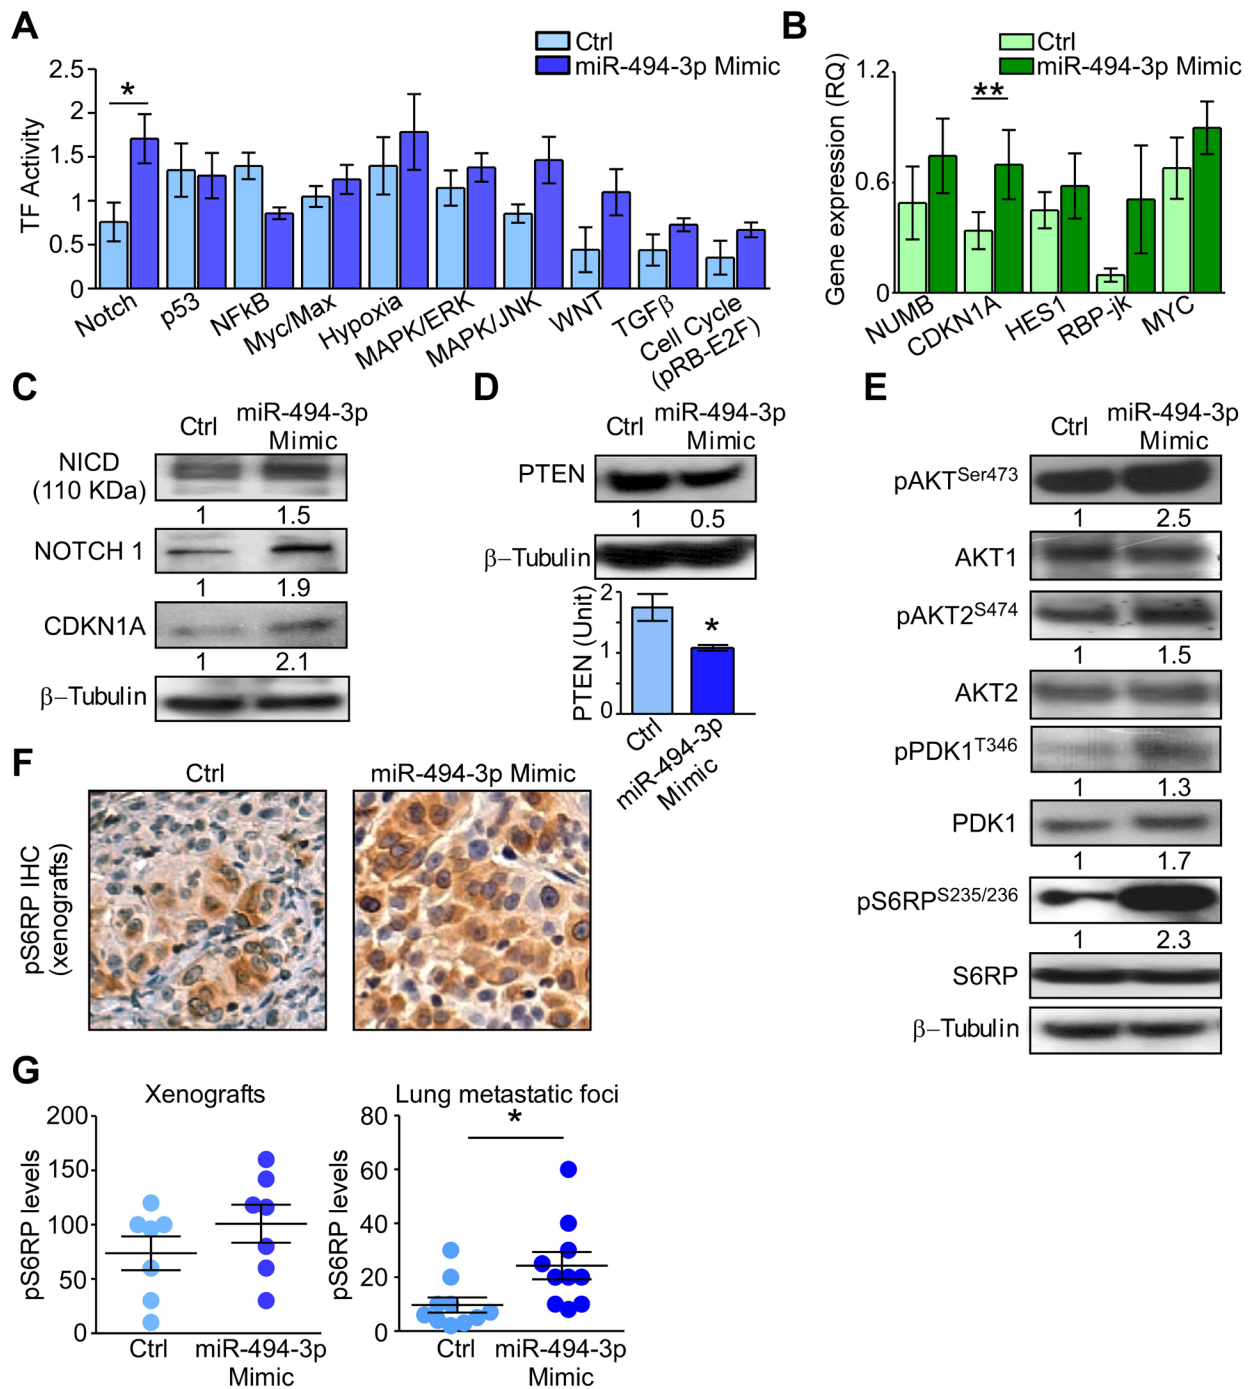 A
Ctrl
miR-494-3p Mimic
TF Activity
2.5
2
1.5
1
0.5
0
*
Notch
p53
NFkB
Myc/Max
Hypoxia
MAPK/ERK
MAPK/JNK
WNT
TGFβ
Cell Cycle
(pRB-E2F)
B
Ctrl
miR-494-3p Mimic
Gene expression (RQ)
1.2
0.6
0
**
NUMB
CDKN1A
HES1
RBP-jk
MYC
C
Ctrl
miR-494-3p
Mimic
NICD
(110 KDa)
1 1.5
NOTCH 1
1 1.9
CDKN1A
1 2.1
β–Tubulin
D
Ctrl
miR-494-3p
Mimic
PTEN
1 0.5
β–Tubulin
PTEN (Unit)
2
1
0
*
Ctrl
miR-494-3p
Mimic
E
Ctrl
miR-494-3p
Mimic
pAKTSer473
1 2.5
AKT1
pAKT2S474
1 1.5
AKT2
pPDK1T346
1 1.3
PDK1
1 1.7
pS6RPS235/236
1 2.3
S6RP
β–Tubulin
F
Ctrl
miR-494-3p Mimic
pS6RP IHC
(xenografts)
G
Xenografts
pS6RP levels
200
150
100
50
0
Ctrl
miR-494-3p
Mimic
Lung metastatic foci
pS6RP levels
80
60
40
20
0
*
Ctrl
miR-494-3p
Mimic